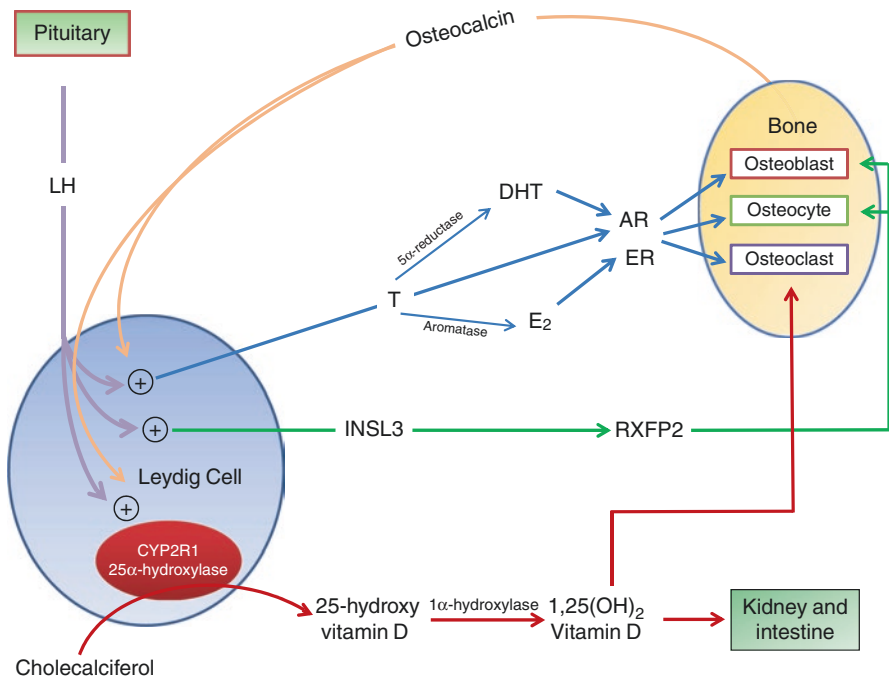 Pituitary
Osteocalcin
Bone
Osteoblast
Osteocyte
Osteoclast
LH
DHT
5α-reductase
AR
ER
T
Aromatase
E₂
+
+
INSL3
RXFP2
Leydig Cell
+
CYP2R1
25α-hydroxylase
25-hydroxy
vitamin D
1α-hydroxylase
1,25(OH)₂
Vitamin D
Kidney and
intestine
Cholecalciferol